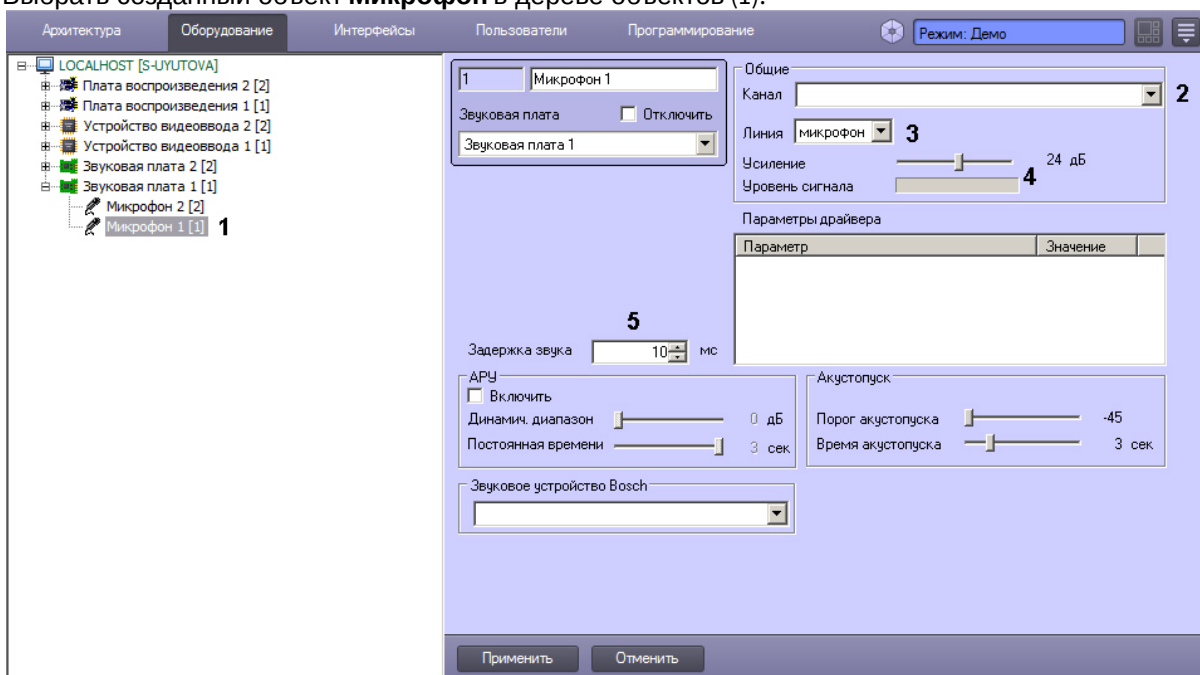 Выбрать созданный объект Микрофон в дереве объектов (1).
Архитектура Оборудование Интерфейсы Пользователи Программирование Режим: Демо
LOCALHOST [S-UYUTOVA]
Плата воспроизведения 2 [2]
Плата воспроизведения 1 [1]
Устройство видеоввода 2 [2]
Устройство видеоввода 1 [1]
Звуковая плата 2 [2]
Звуковая плата 1 [1]
Микрофон 2 [2]
Микрофон 1 [1] 1
1 Микрофон 1
Звуковая плата Отключить
Звуковая плата 1
Общие
Канал 2
Линия микрофон 3
Усиление 24 дБ
Уровень сигнала 4
Параметры драйвера
Параметр Значение
5
Задержка звука 10 мс
АРУ
Включить
Динамич. диапазон 0 дБ
Постоянная времени 3 сек
Акустопуск
Порог акустопуска -45
Время акустопуска 3 сек
Звуковое устройство Bosch
Применить Отменить